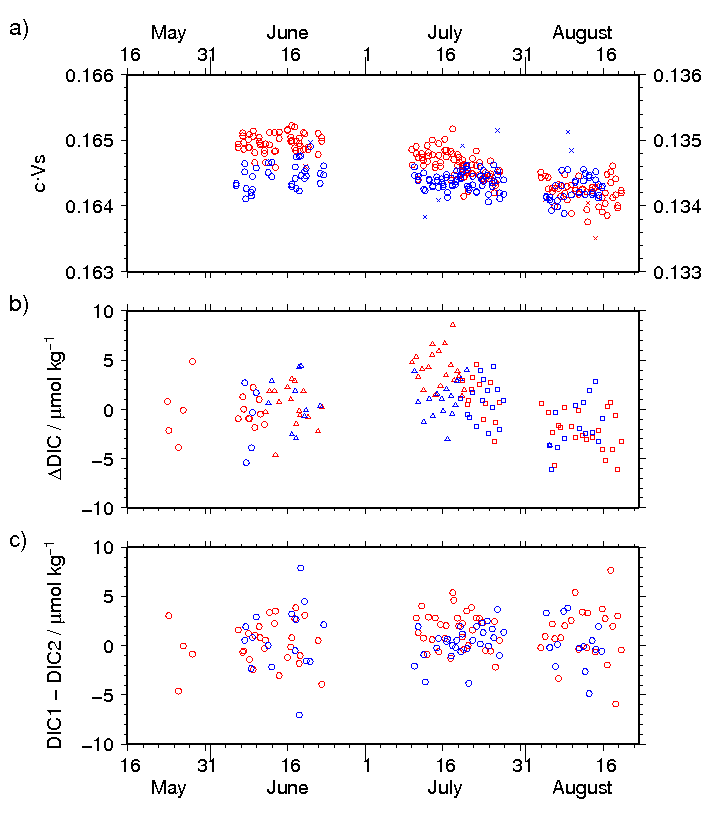 a)
May June July August
16 31 16 1 16 31 16
0.166 0.136
0.165 0.135
c·Vs
0.164 0.134
0.163 0.133
b)
10
5
0
−5
−10
ΔDIC / μmol kg⁻¹
c)
10
5
0
−5
−10
DIC1 − DIC2 / μmol kg⁻¹
16 31 16 1 16 31 16
May June July August